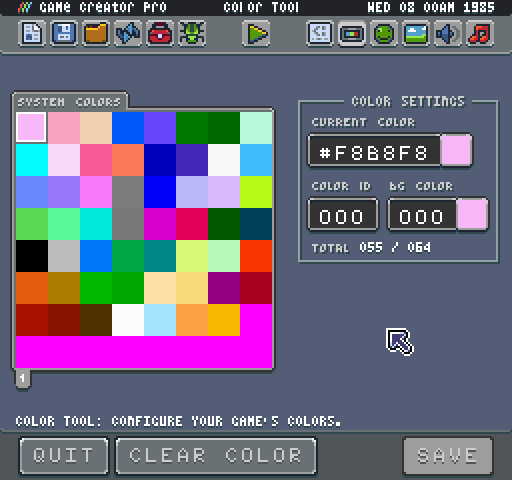 GAME CREATOR PRO COLOR TOOL WED 08 00AM 1985
SYSTEM COLORS
COLOR SETTINGS
CURRENT COLOR
#F8B8F8
COLOR ID BG COLOR
000 000
TOTAL 055 / 064
1
COLOR TOOL: CONFIGURE YOUR GAME'S COLORS.
QUIT CLEAR COLOR SAVE